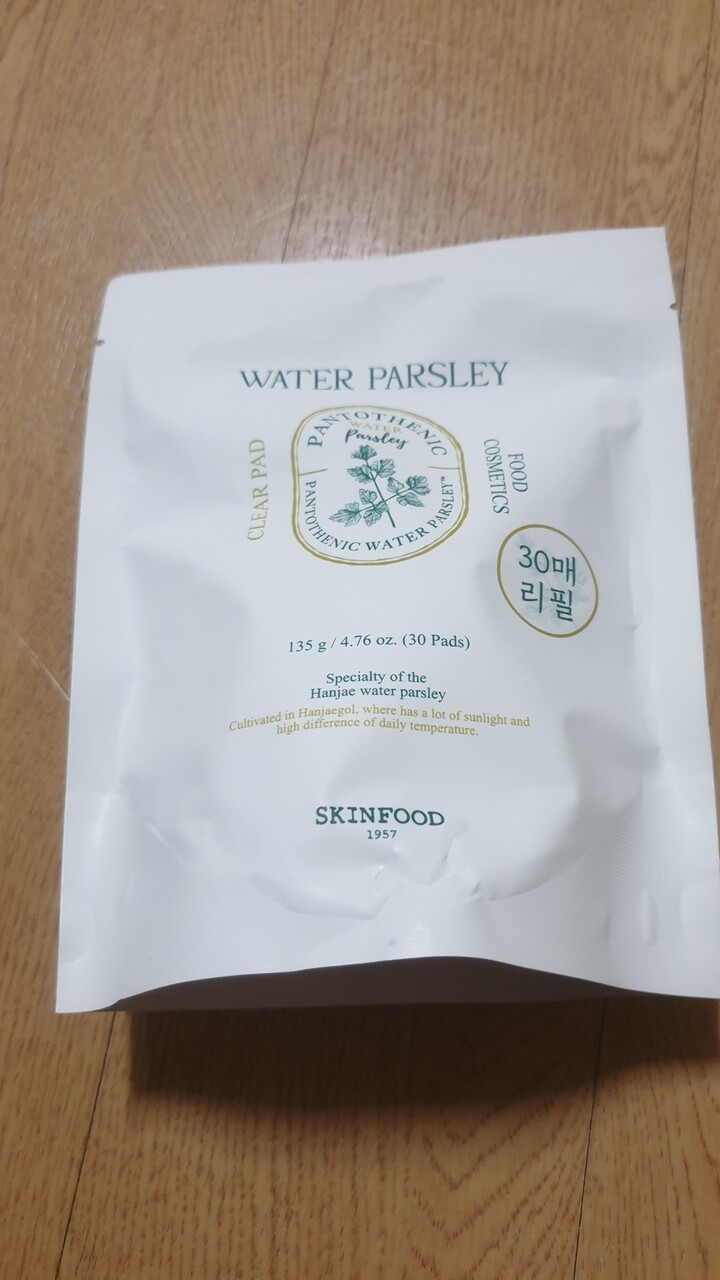 WATER PARSLEY
CLEAR PAD
PANTOTHENIC
WATER
Parsley
PANTOTHENIC WATER PARSLEY™
FOOD
COSMETICS
30매
리필
135 g / 4.76 oz. (30 Pads)
Specialty of the
Hanjae water parsley
Cultivated in Hanjaegol, where has a lot of sunlight and
high difference of daily temperature.
SKINFOOD
1957